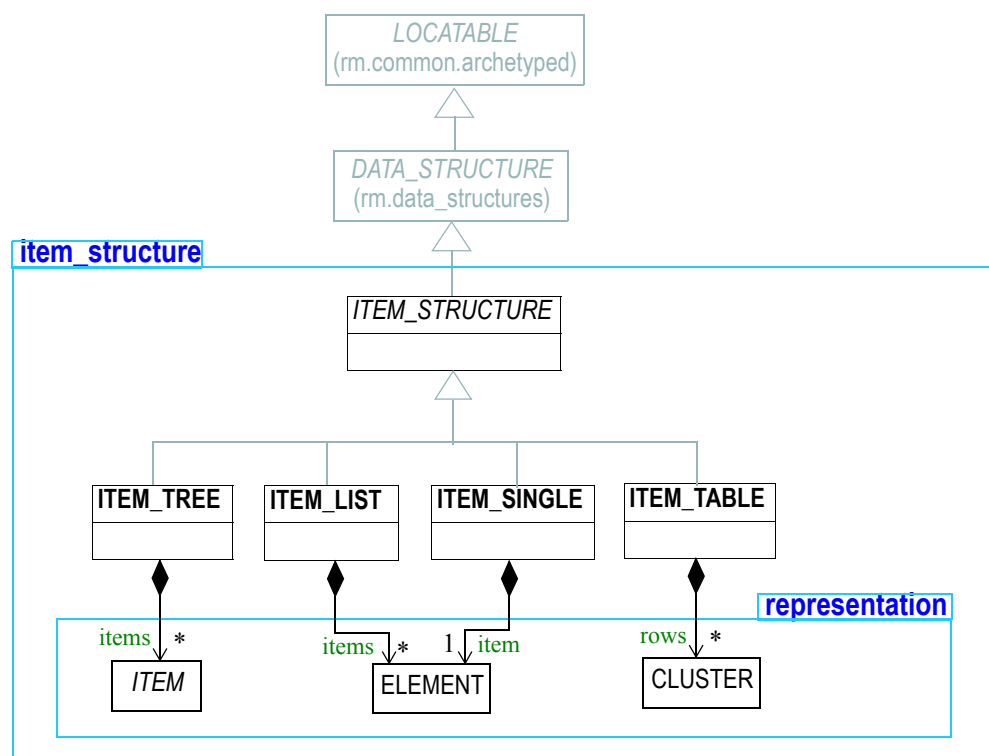 LOCATABLE
(rm.common.archetyped)
DATA_STRUCTURE
(rm.data_structures)
item_structure
ITEM_STRUCTURE
ITEM_TREE
ITEM_LIST
ITEM_SINGLE
ITEM_TABLE
representation
items *
items *
1 item
rows *
ITEM
ELEMENT
CLUSTER